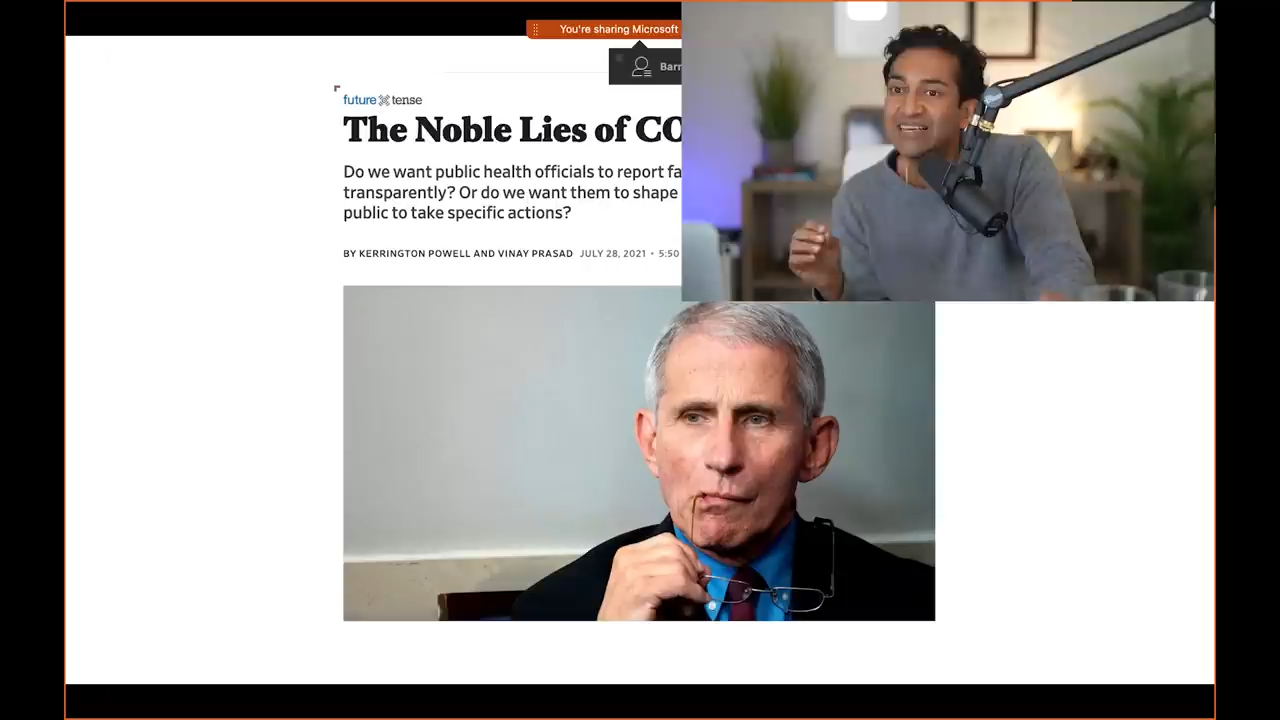 You're sharing Microsoft
future tense
The Noble Lies of CO
Do we want public health officials to report fa
transparently? Or do we want them to shape
public to take specific actions?
BY KERRINGTON POWELL AND VINAY PRASAD JULY 28, 2021 • 5:50